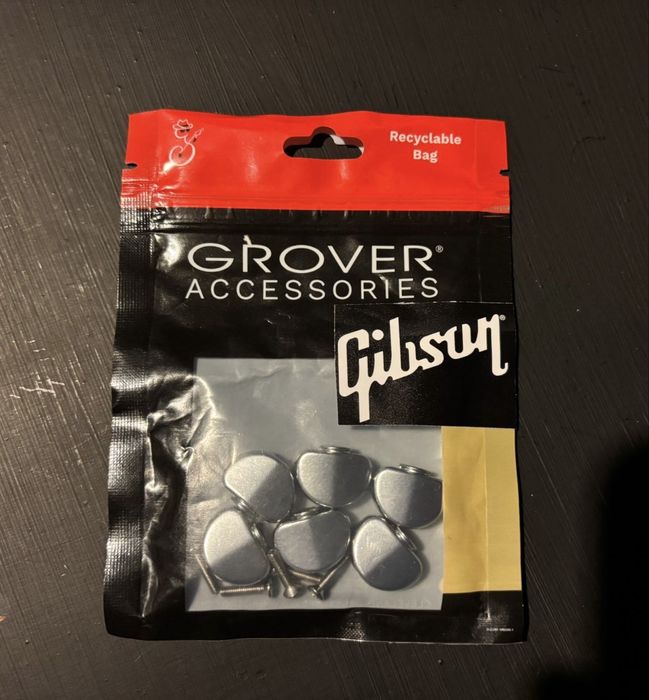 Recyclable
Bag
GROVER®
ACCESSORIES
Gibson®